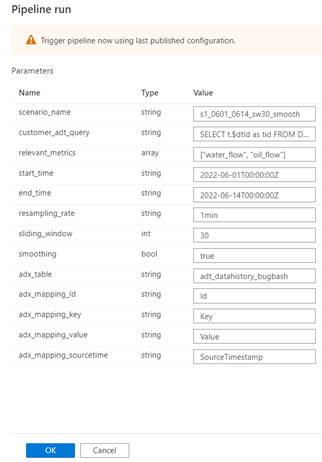 Pipeline run
Trigger pipeline now using last published configuration.
Parameters
Name Type Value
scenario_name string s1_0601_0614_sw30_smooth
customer_adt_query string SELECT t.$dtId as tid FROM D...
relevant_metrics array ["water_flow", "oil_flow"]
start_time string 2022-06-01T00:00:00Z
end_time string 2022-06-14T00:00:00Z
resampling_rate string 1min
sliding_window int 30
smoothing bool true
adx_table string adt_datahistory_bugbash
adx_mapping_Id string Id
adx_mapping_key string Key
adx_mapping_value string Value
adx_mapping_sourcetime string SourceTimestamp
OK Cancel